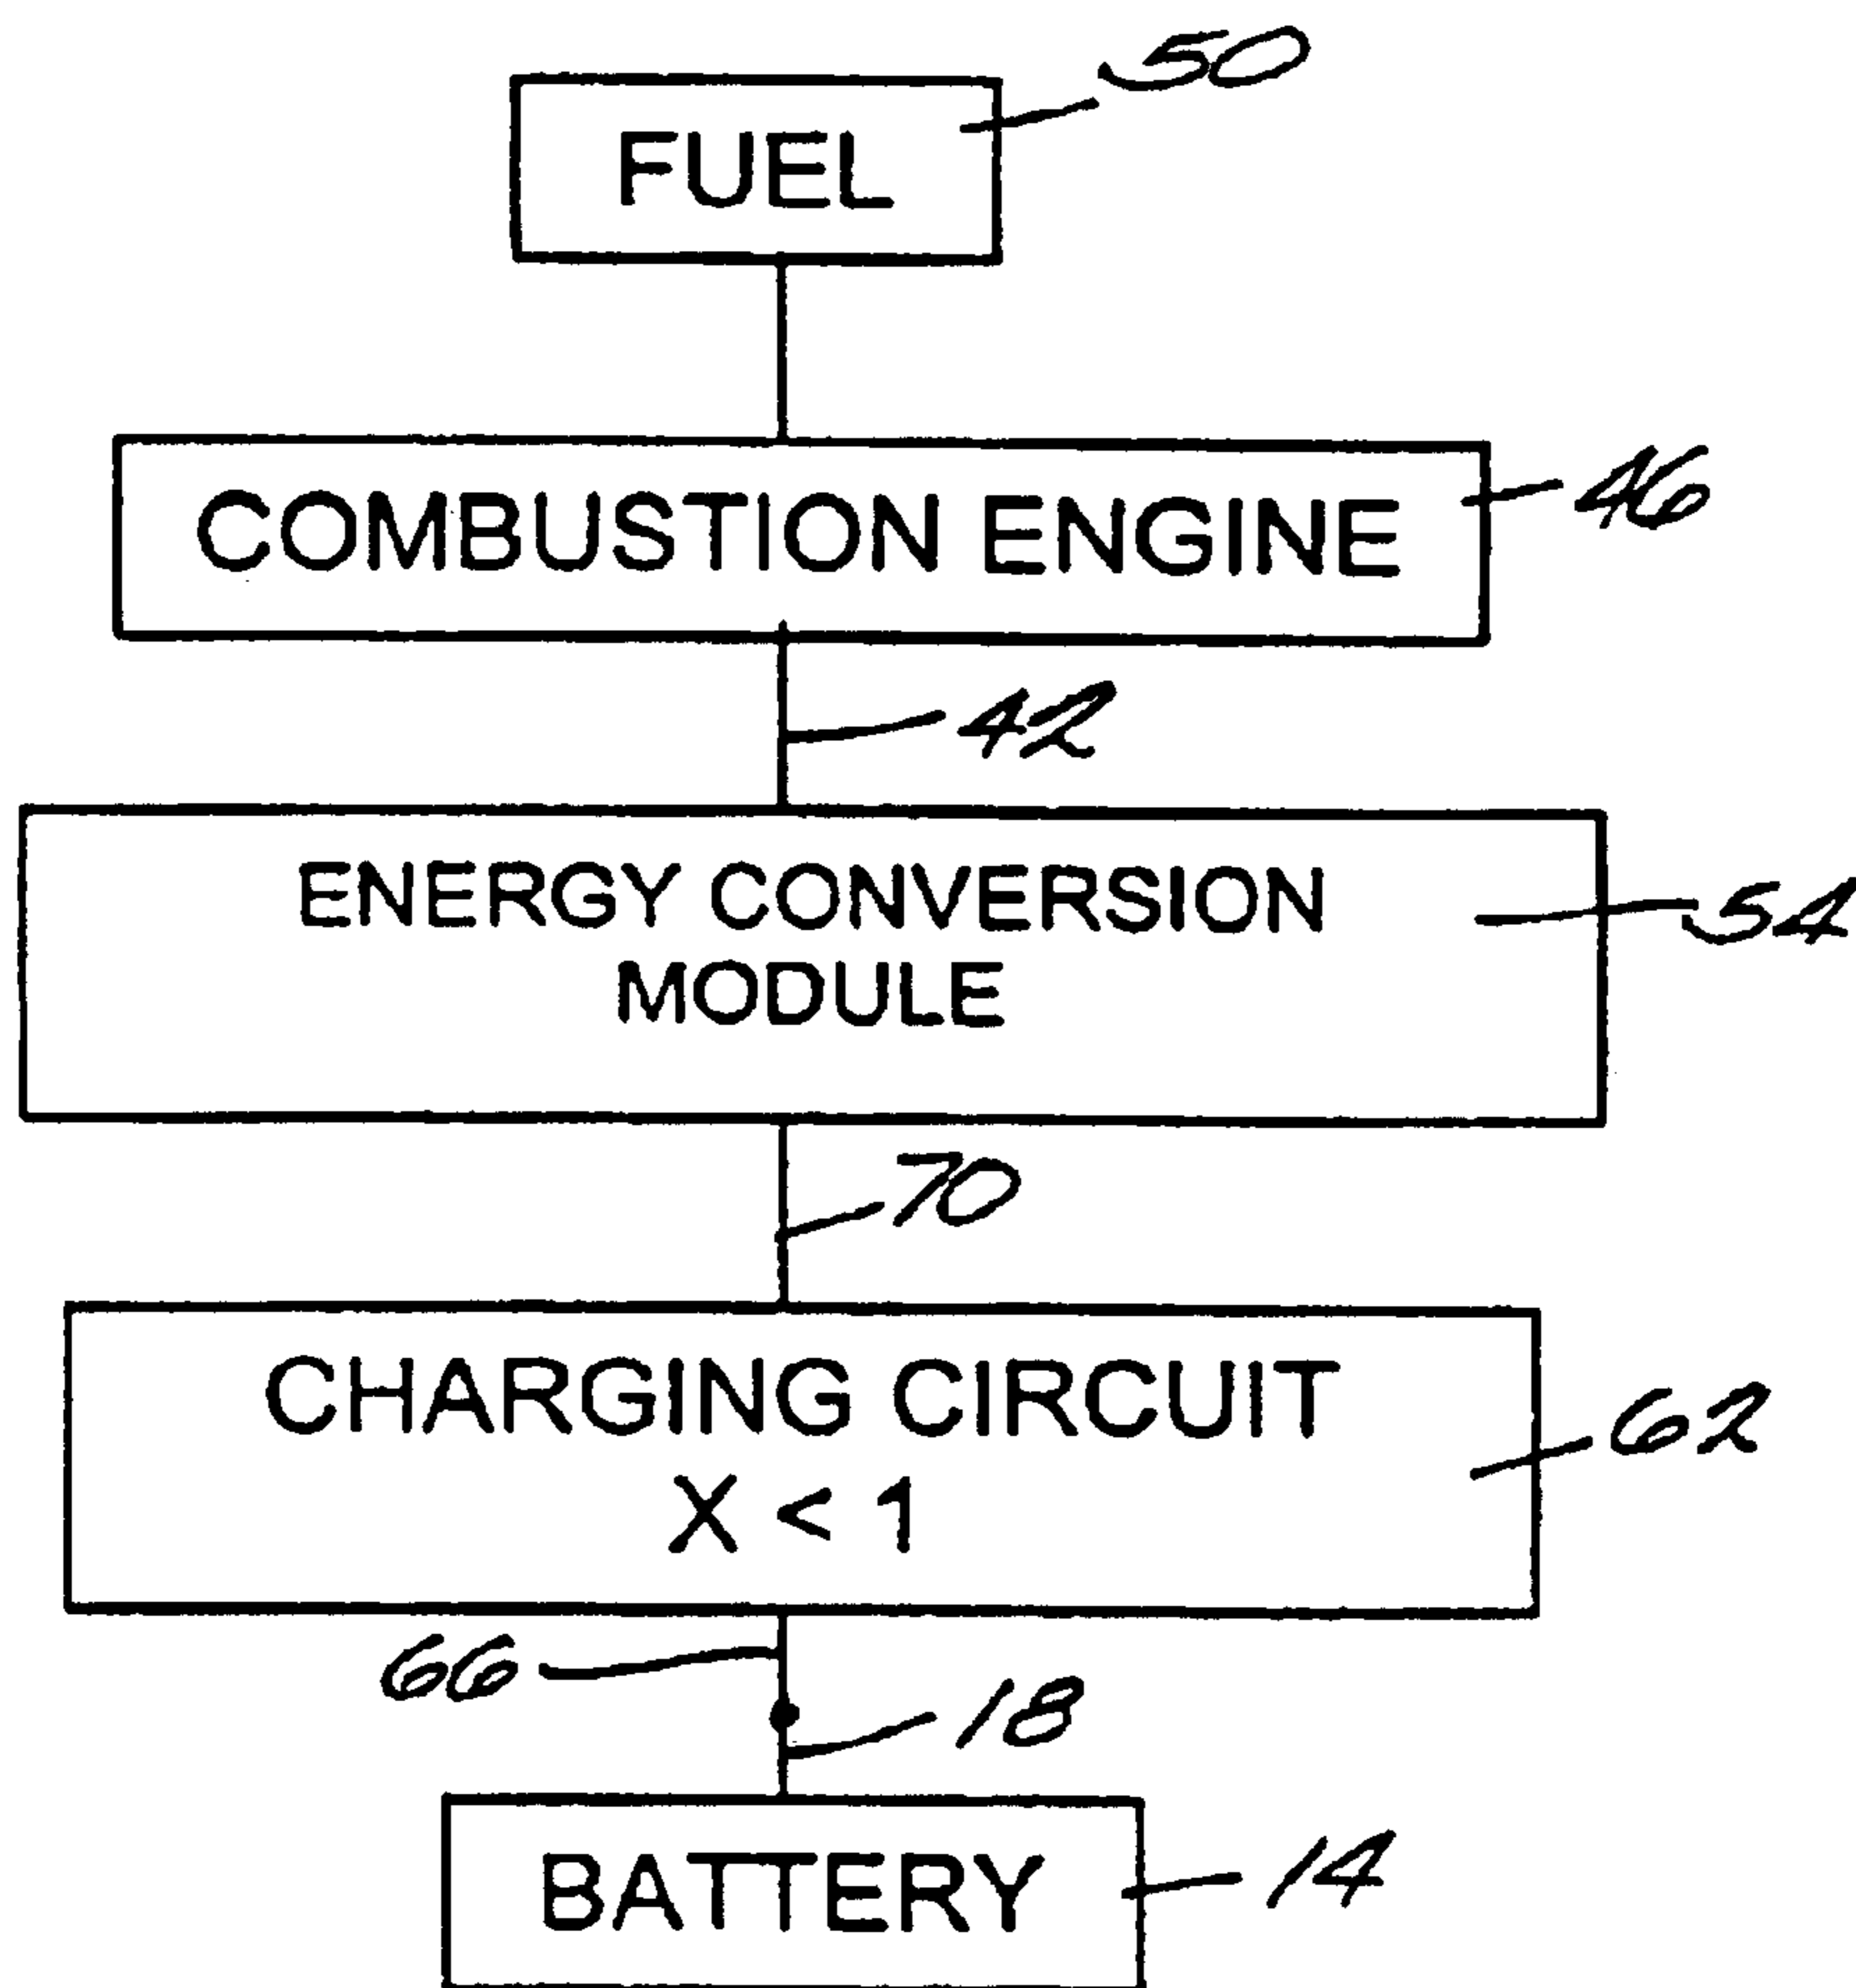 50
FUEL
COMBUSTION ENGINE
46
42
ENERGY CONVERSION
54
MODULE
70
CHARGING CIRCUIT
62
X < 1
66
18
BATTERY
14